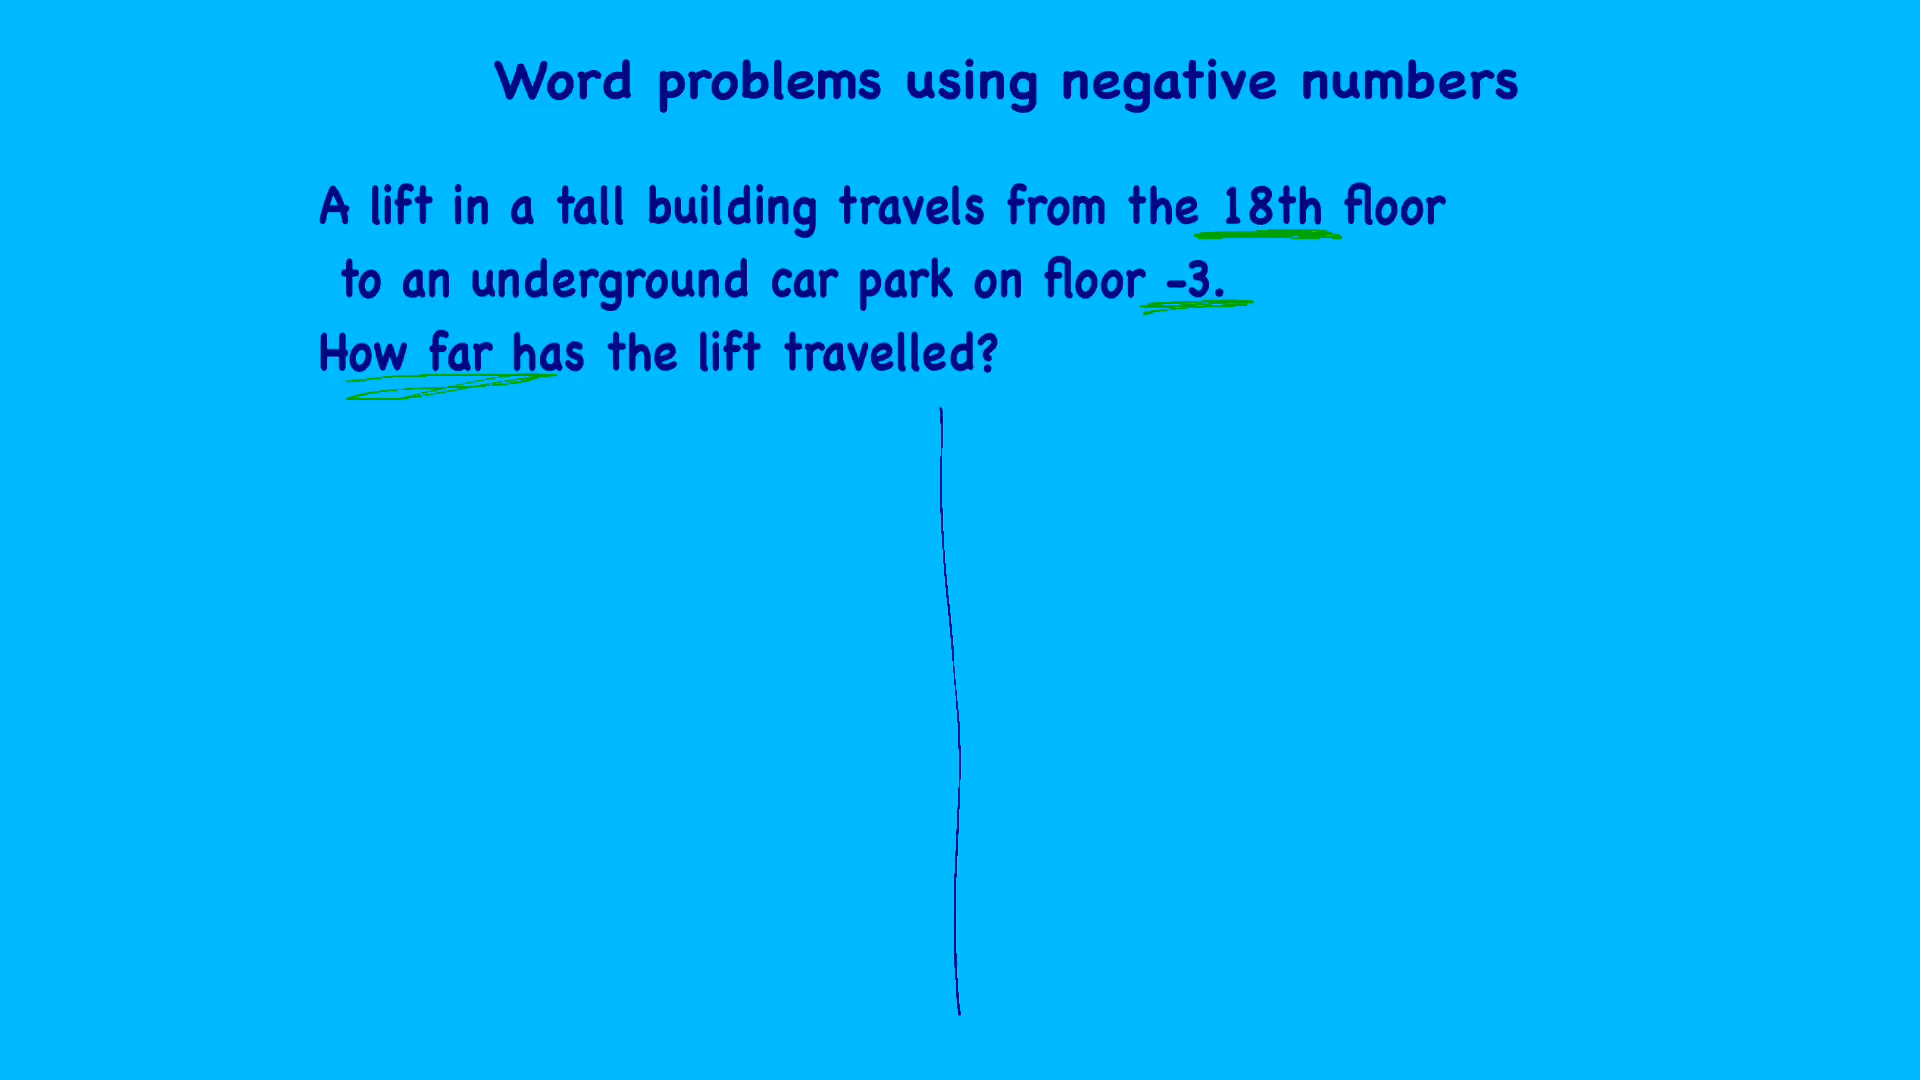 Word problems using negative numbers
A lift in a tall building travels from the 18th floor
to an underground car park on floor -3.
How far has the lift travelled?